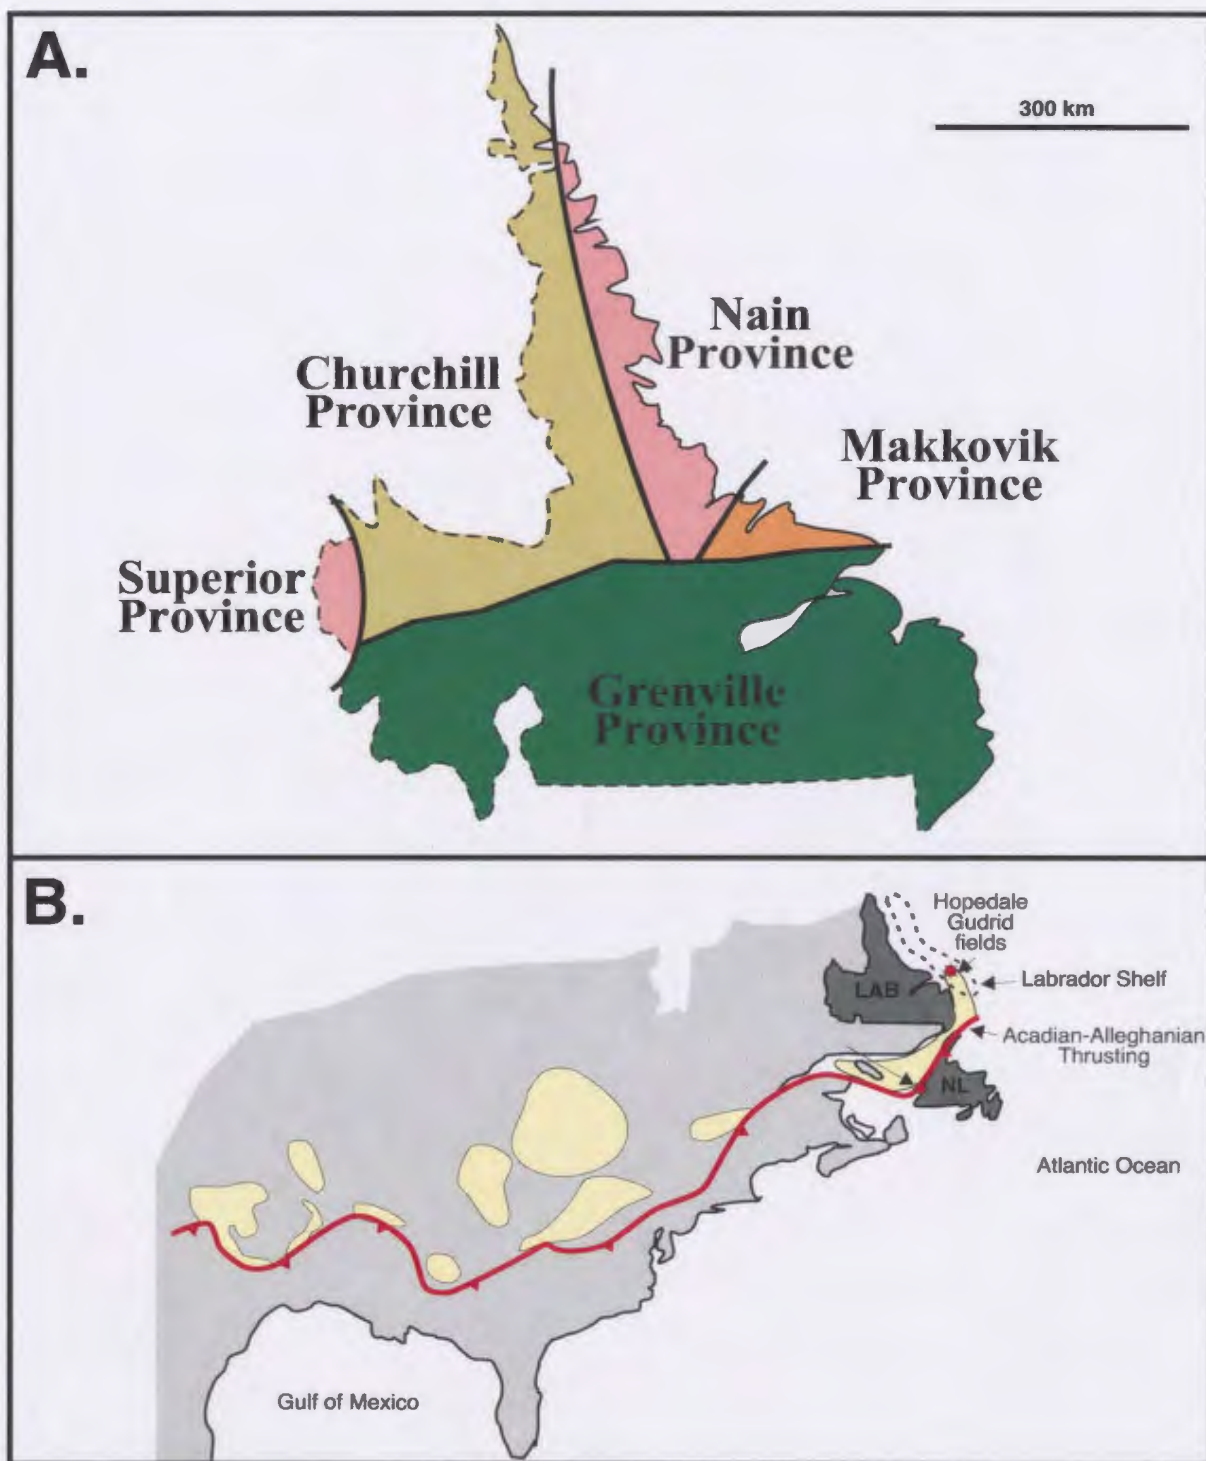 A.
300 km
Nain
Province
Churchill
Province
Makkovik
Province
Superior
Province
Grenville
Province
B.
Hopedale
Gudrid
fields
LAB
Labrador Shelf
Acadian-Alleghanian
Thrusting
NL
Atlantic Ocean
Gulf of Mexico